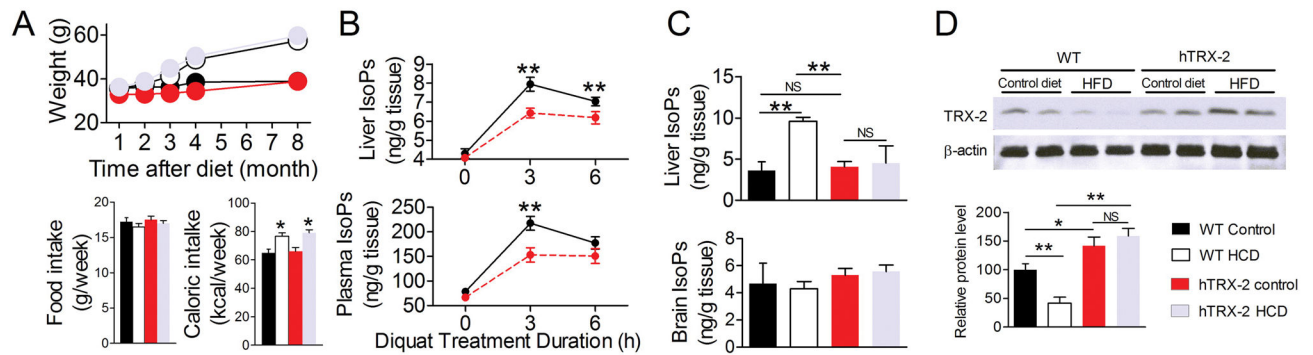 A
Weight (g)
60
40
20
0
1 2 3 4 8
Time after diet (month)
Food intake
(g/week)
20
15
10
5
0
Caloric intalke
(kcal/week)
100
80
60
40
20
0
* *
B
Liver IsoPs
(ng/g tissue)
9
8
7
6
5
4
** **
0 3 6
Plasma IsoPs
(ng/g tissue)
250
200
150
100
50
0
**
0 3 6
Diquat Treatment Duration (h)
C
Liver IsoPs
(ng/g tissue)
15
10
5
0
**
NS
**
NS
Brain IsoPs
(ng/g tissue)
8
6
4
2
0
D
WT hTRX-2
Control diet HFD Control diet HFD
TRX-2
β-actin
Relative protein level
200
150
100
50
0
**
* NS
**
WT Control
WT HCD
hTRX-2 control
hTRX-2 HCD